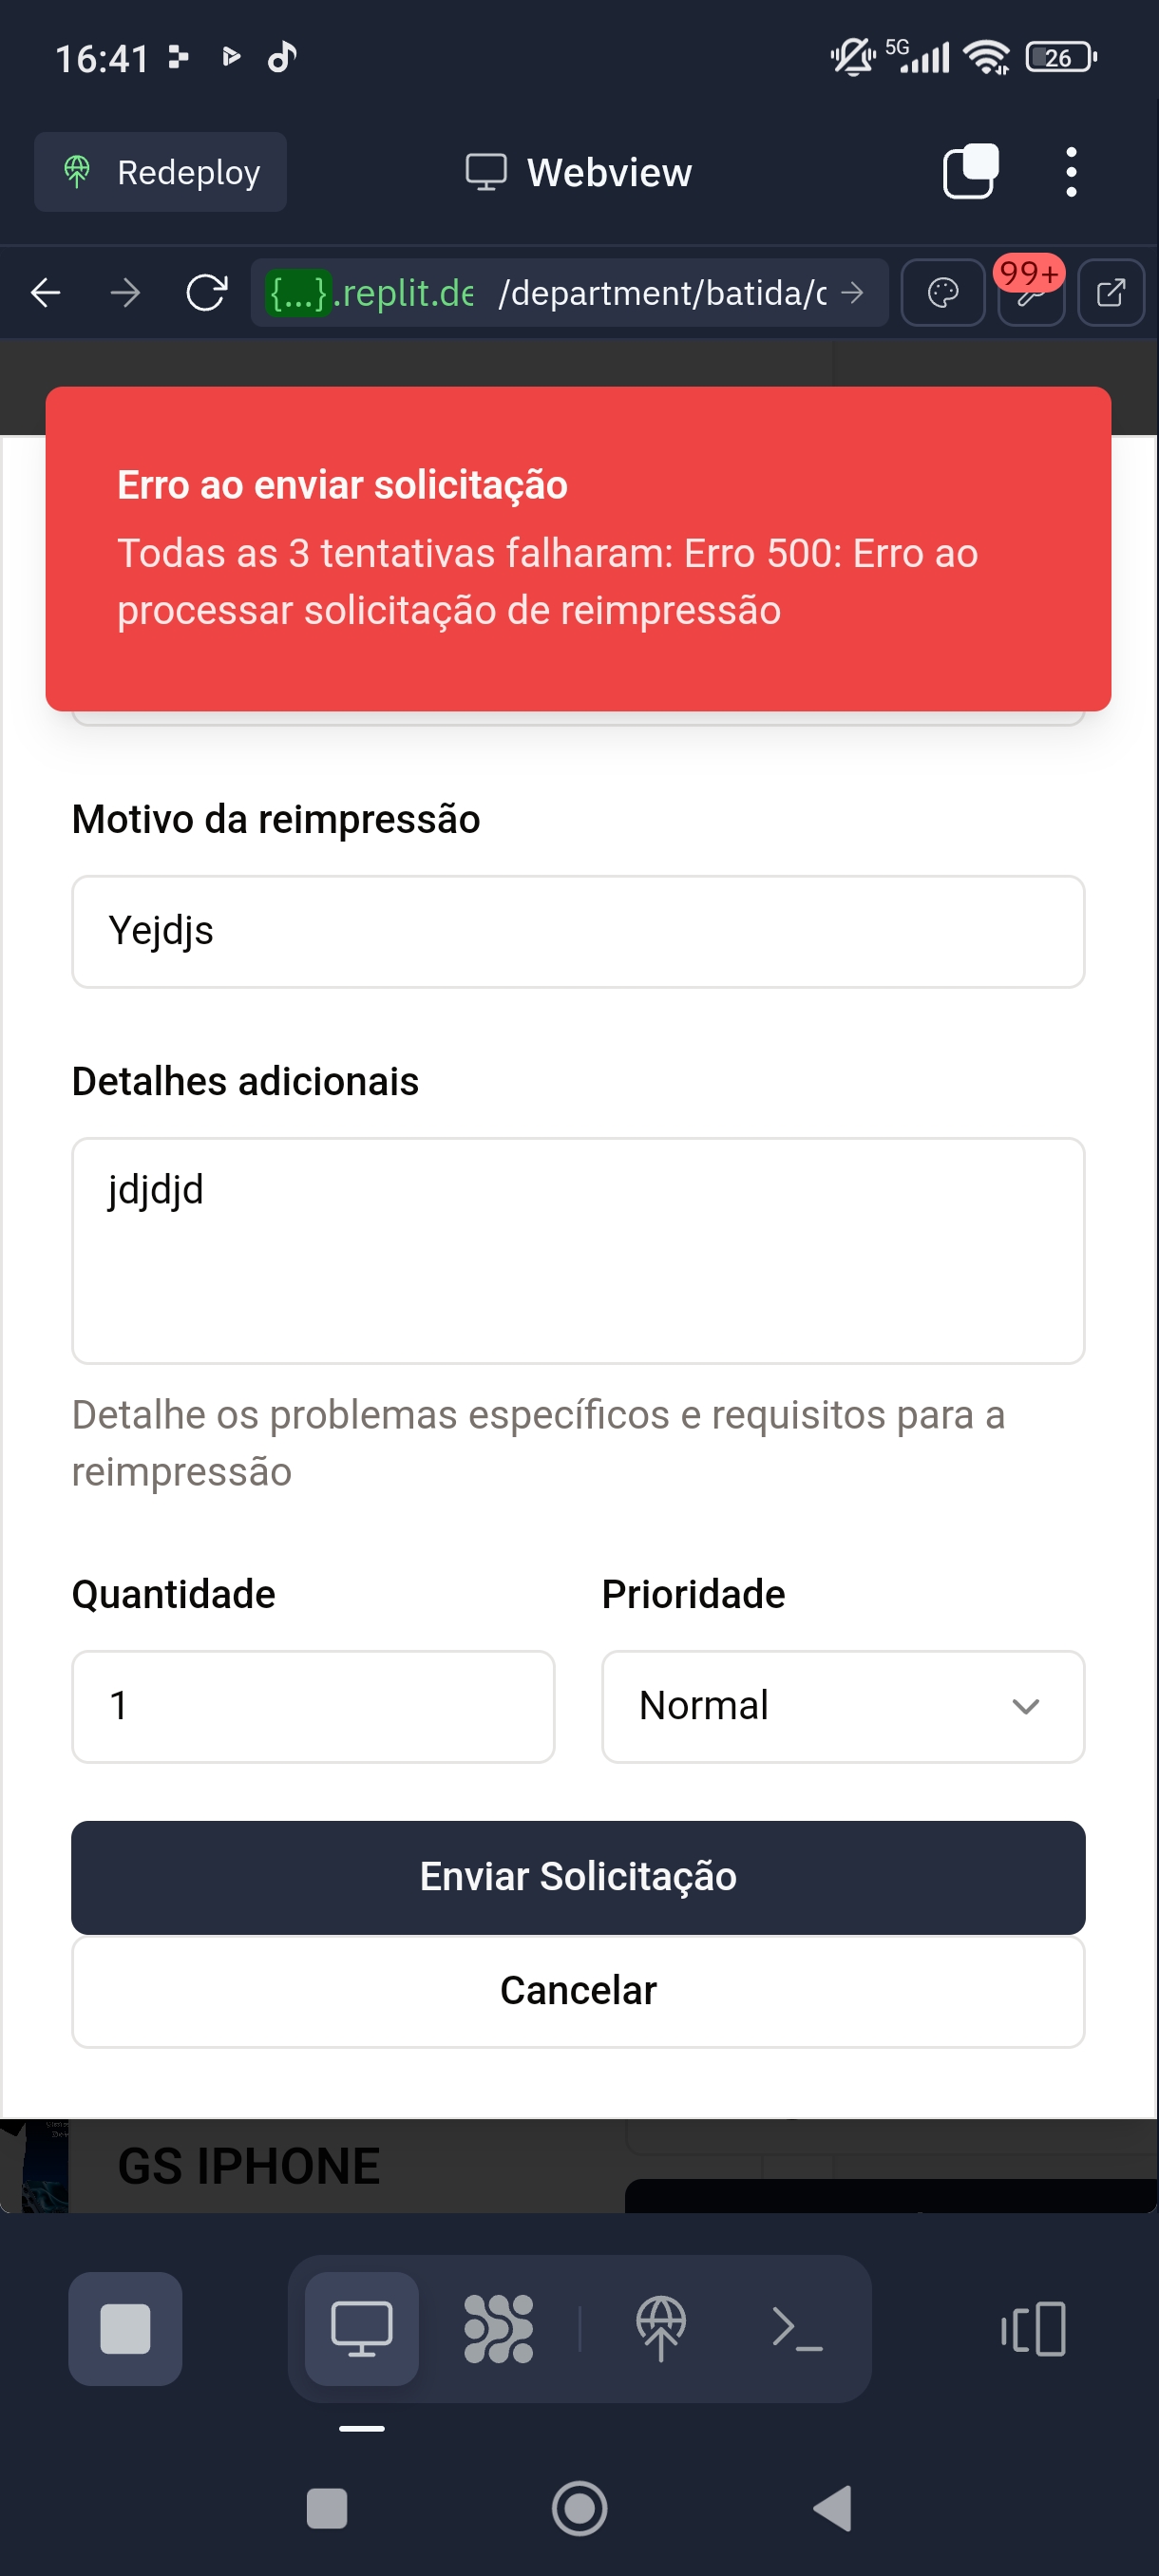 16:41
5G
26
Redeploy
Webview
{...}.replit.de /department/batida/c
99+
Erro ao enviar solicitação
Todas as 3 tentativas falharam: Erro 500: Erro ao
processar solicitação de reimpressão
Motivo da reimpressão
Yejdjs
Detalhes adicionais
jdjdjd
Detalhe os problemas específicos e requisitos para a
reimpressão
Quantidade
Prioridade
1
Normal
Enviar Solicitação
Cancelar
GS IPHONE